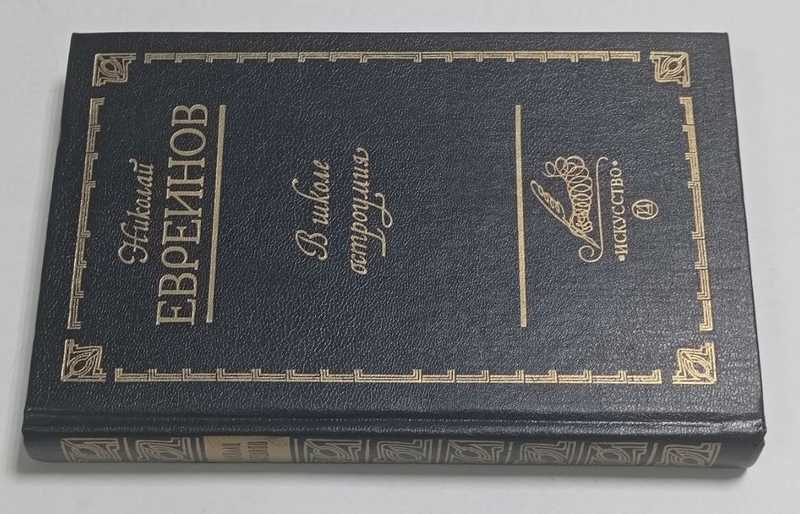 Николай
ЕВРЕИНОВ
В школе
остроумия
•ИСКУССТВО•